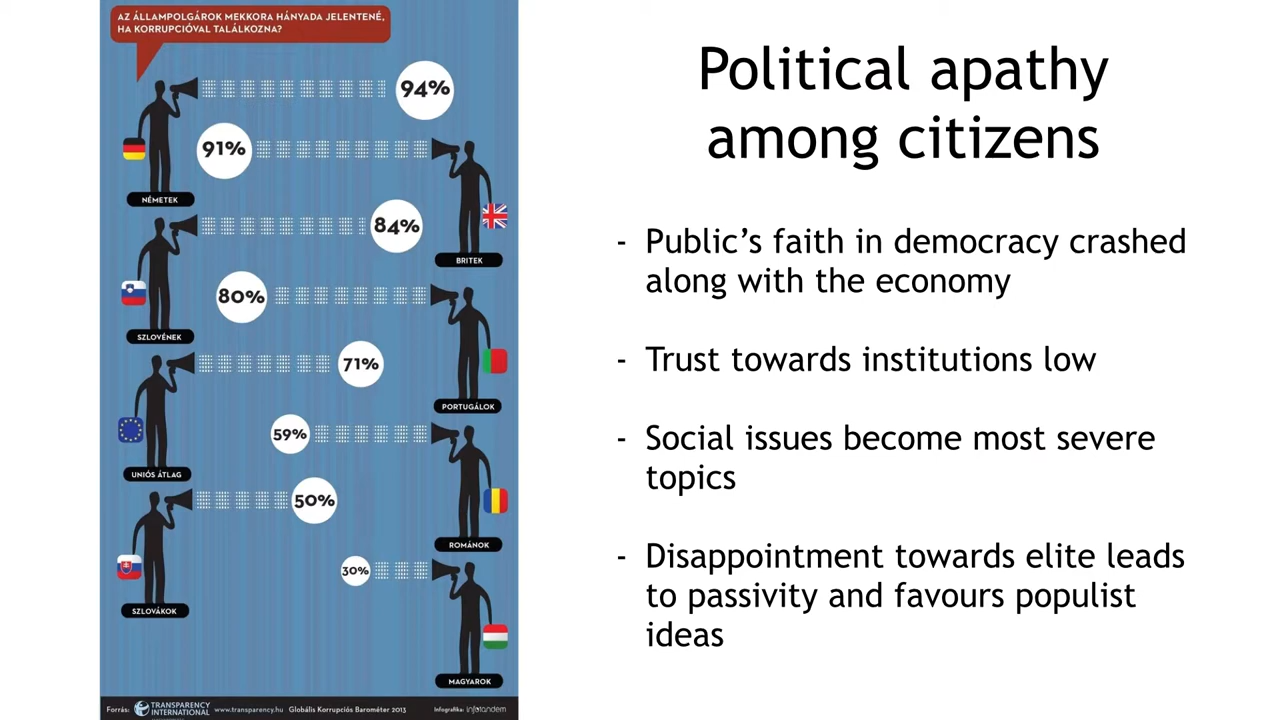 AZ ÁLLAMPOLGÁROK MEKKORA HÁNYADA JELENTENÉ,
HA KORRUPCIÓVAL TALÁLKOZNA?
94%
91%
NÉMETEK
84%
BRITEK
80%
SZLOVÉNEK
71%
PORTUGÁLOK
59%
UNIÓS ÁTLAG
50%
ROMÁNOK
30%
SZLOVÁKOK
MAGYAROK
Forrás: TRANSPARENCY INTERNATIONAL www.transparency.hu Globális Korrupciós Barométer 2013 Infografika: infotandem
Political apathy
among citizens
- Public’s faith in democracy crashed
along with the economy
- Trust towards institutions low
- Social issues become most severe
topics
- Disappointment towards elite leads
to passivity and favours populist
ideas